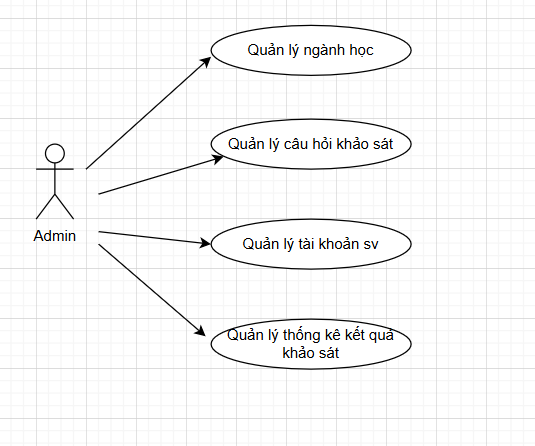 Quản lý ngành học
Quản lý câu hỏi khảo sát
Admin
Quản lý tài khoản sv
Quản lý thống kê kết quả
khảo sát